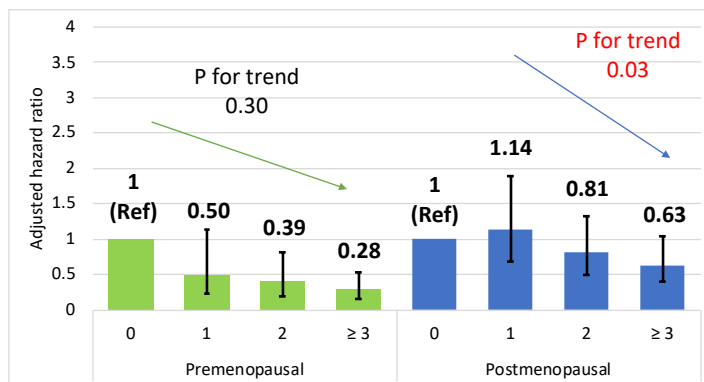 4
3.5
3
2.5
2
1.5
1
0.5
0
Adjusted hazard ratio
P for trend
0.30
P for trend
0.03
1
(Ref)
0.50
0.39
0.28
1
(Ref)
1.14
0.81
0.63
0 1 2 ≥ 3 0 1 2 ≥ 3
Premenopausal Postmenopausal